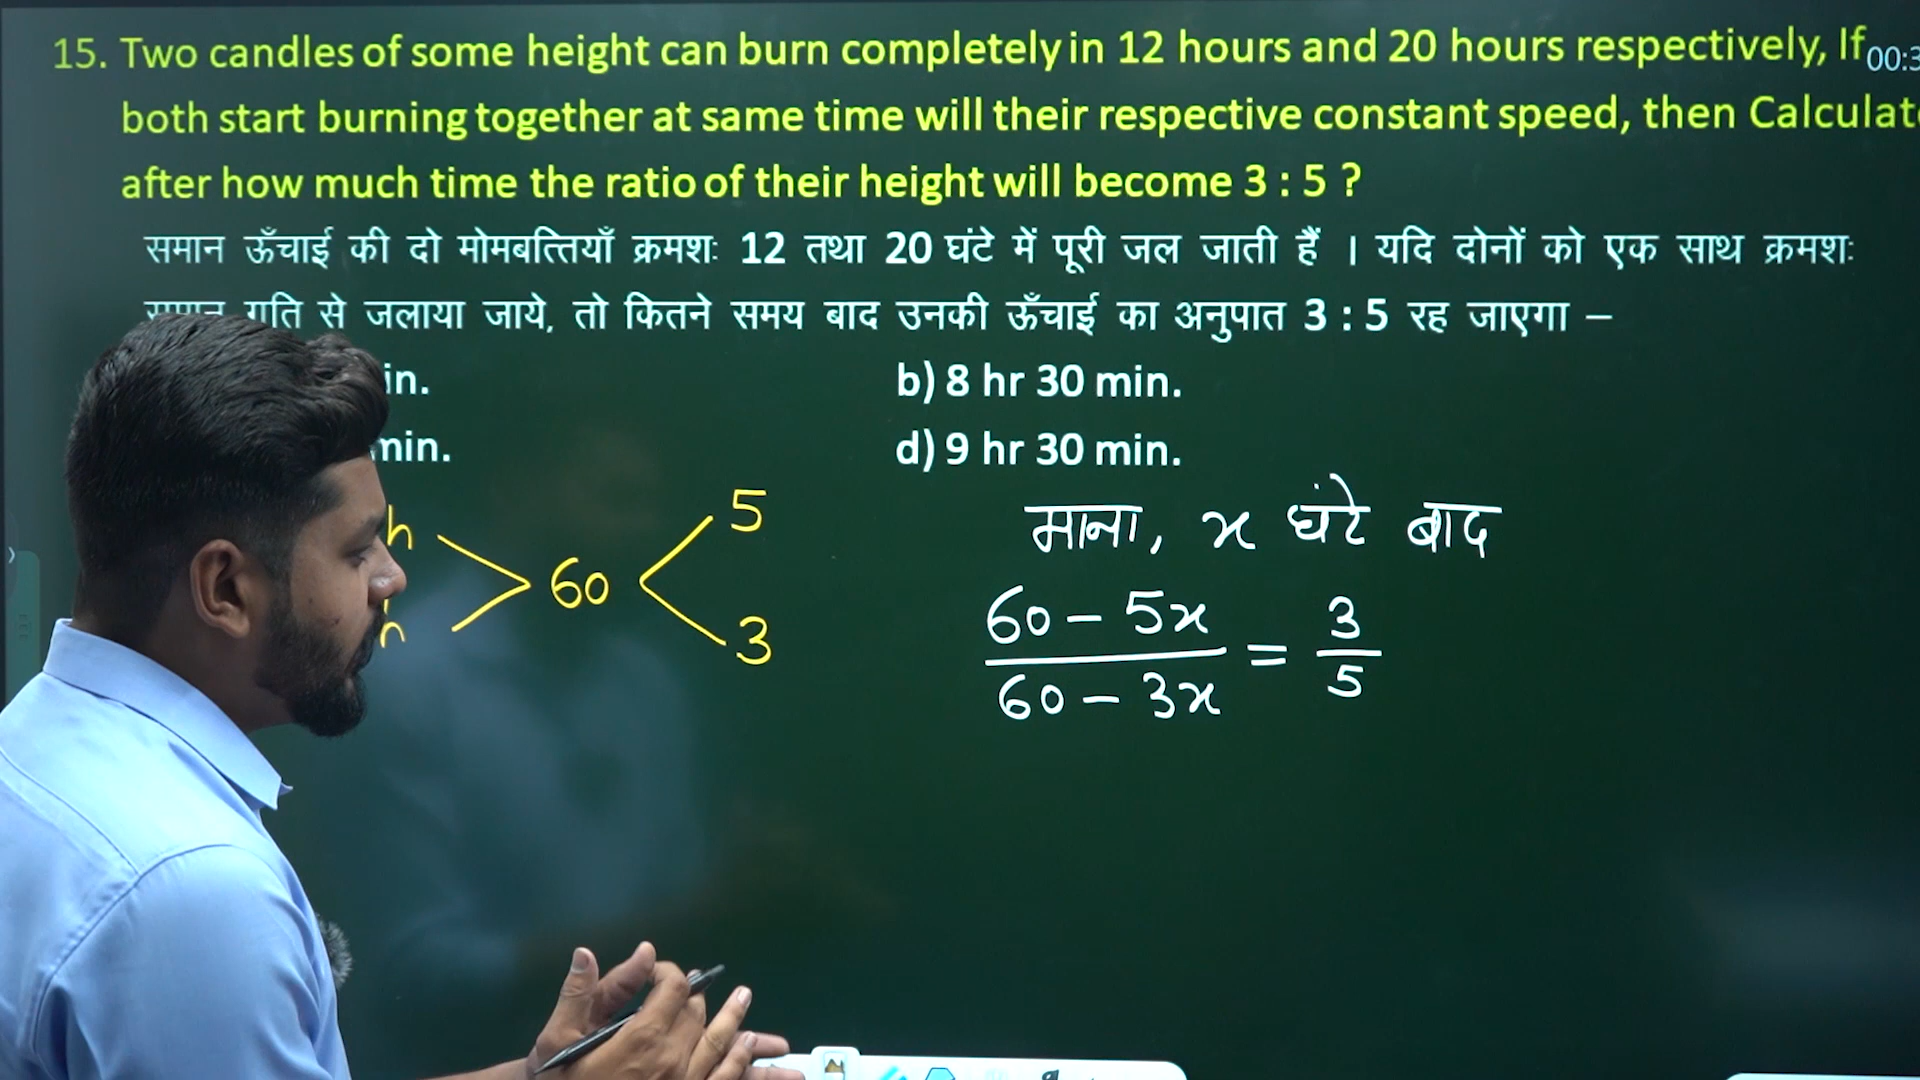 15. Two candles of some height can burn completely in 12 hours and 20 hours respectively, If
00:3
both start burning together at same time will their respective constant speed, then Calculate
after how much time the ratio of their height will become 3 : 5 ?
समान ऊँचाई की दो मोमबत्तियाँ क्रमशः 12 तथा 20 घंटे में पूरी जल जाती हैं । यदि दोनों को एक साथ क्रमशः
समान गति से जलाया जाये, तो कितने समय बाद उनकी ऊँचाई का अनुपात 3 : 5 रह जाएगा –
in. b) 8 hr 30 min.
min. d) 9 hr 30 min.
h 60 5
h 3
माना, x घंटे बाद
60 - 5x / 60 - 3x = 3 / 5